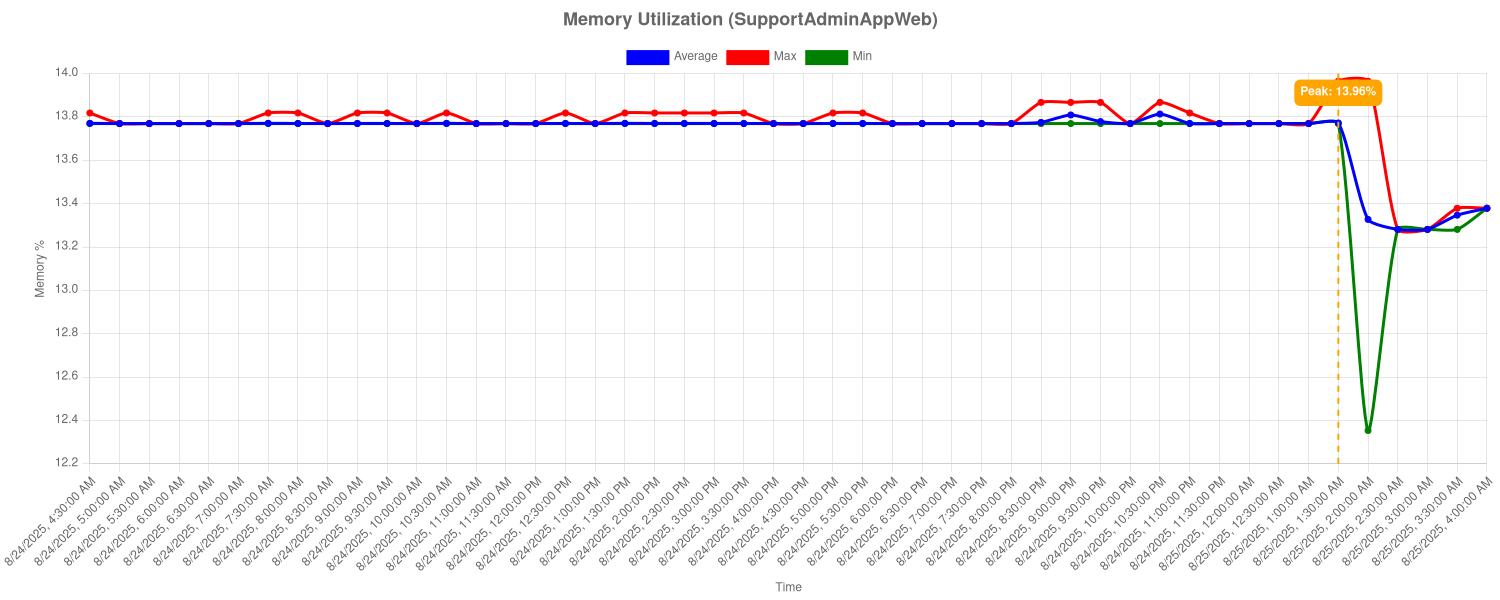 Memory Utilization (SupportAdminAppWeb)
Average Max Min
14.0
13.8
13.6
13.4
13.2
13.0
12.8
12.6
12.4
12.2
Memory %
Peak: 13.96%
8/24/2025, 4:30:00 AM
8/24/2025, 5:00:00 AM
8/24/2025, 5:30:00 AM
8/24/2025, 6:00:00 AM
8/24/2025, 6:30:00 AM
8/24/2025, 7:00:00 AM
8/24/2025, 7:30:00 AM
8/24/2025, 8:00:00 AM
8/24/2025, 8:30:00 AM
8/24/2025, 9:00:00 AM
8/24/2025, 9:30:00 AM
8/24/2025, 10:00:00 AM
8/24/2025, 10:30:00 AM
8/24/2025, 11:00:00 AM
8/24/2025, 11:30:00 AM
8/24/2025, 12:00:00 PM
8/24/2025, 12:30:00 PM
8/24/2025, 1:00:00 PM
8/24/2025, 1:30:00 PM
8/24/2025, 2:00:00 PM
8/24/2025, 2:30:00 PM
8/24/2025, 3:00:00 PM
8/24/2025, 3:30:00 PM
8/24/2025, 4:00:00 PM
8/24/2025, 4:30:00 PM
8/24/2025, 5:00:00 PM
8/24/2025, 5:30:00 PM
8/24/2025, 6:00:00 PM
8/24/2025, 6:30:00 PM
8/24/2025, 7:00:00 PM
8/24/2025, 7:30:00 PM
8/24/2025, 8:00:00 PM
8/24/2025, 8:30:00 PM
8/24/2025, 9:00:00 PM
8/24/2025, 9:30:00 PM
8/24/2025, 10:00:00 PM
8/24/2025, 10:30:00 PM
8/24/2025, 11:00:00 PM
8/24/2025, 11:30:00 PM
8/25/2025, 12:00:00 AM
8/25/2025, 12:30:00 AM
8/25/2025, 1:00:00 AM
8/25/2025, 1:30:00 AM
8/25/2025, 2:00:00 AM
8/25/2025, 2:30:00 AM
8/25/2025, 3:00:00 AM
8/25/2025, 3:30:00 AM
8/25/2025, 4:00:00 AM
Time